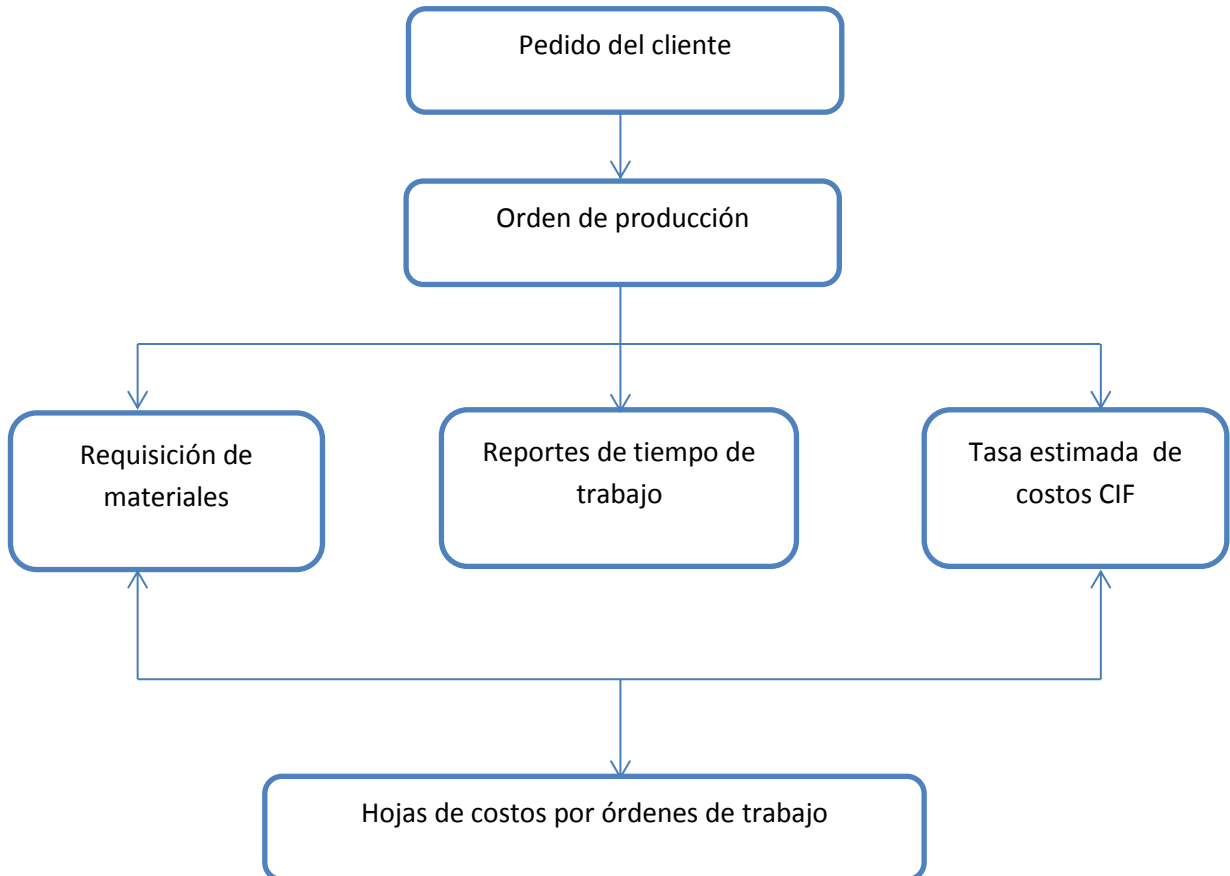 Pedido del cliente
Orden de producción
Requisición de
materiales
Reportes de tiempo de
trabajo
Tasa estimada  de
costos CIF
Hojas de costos por órdenes de trabajo